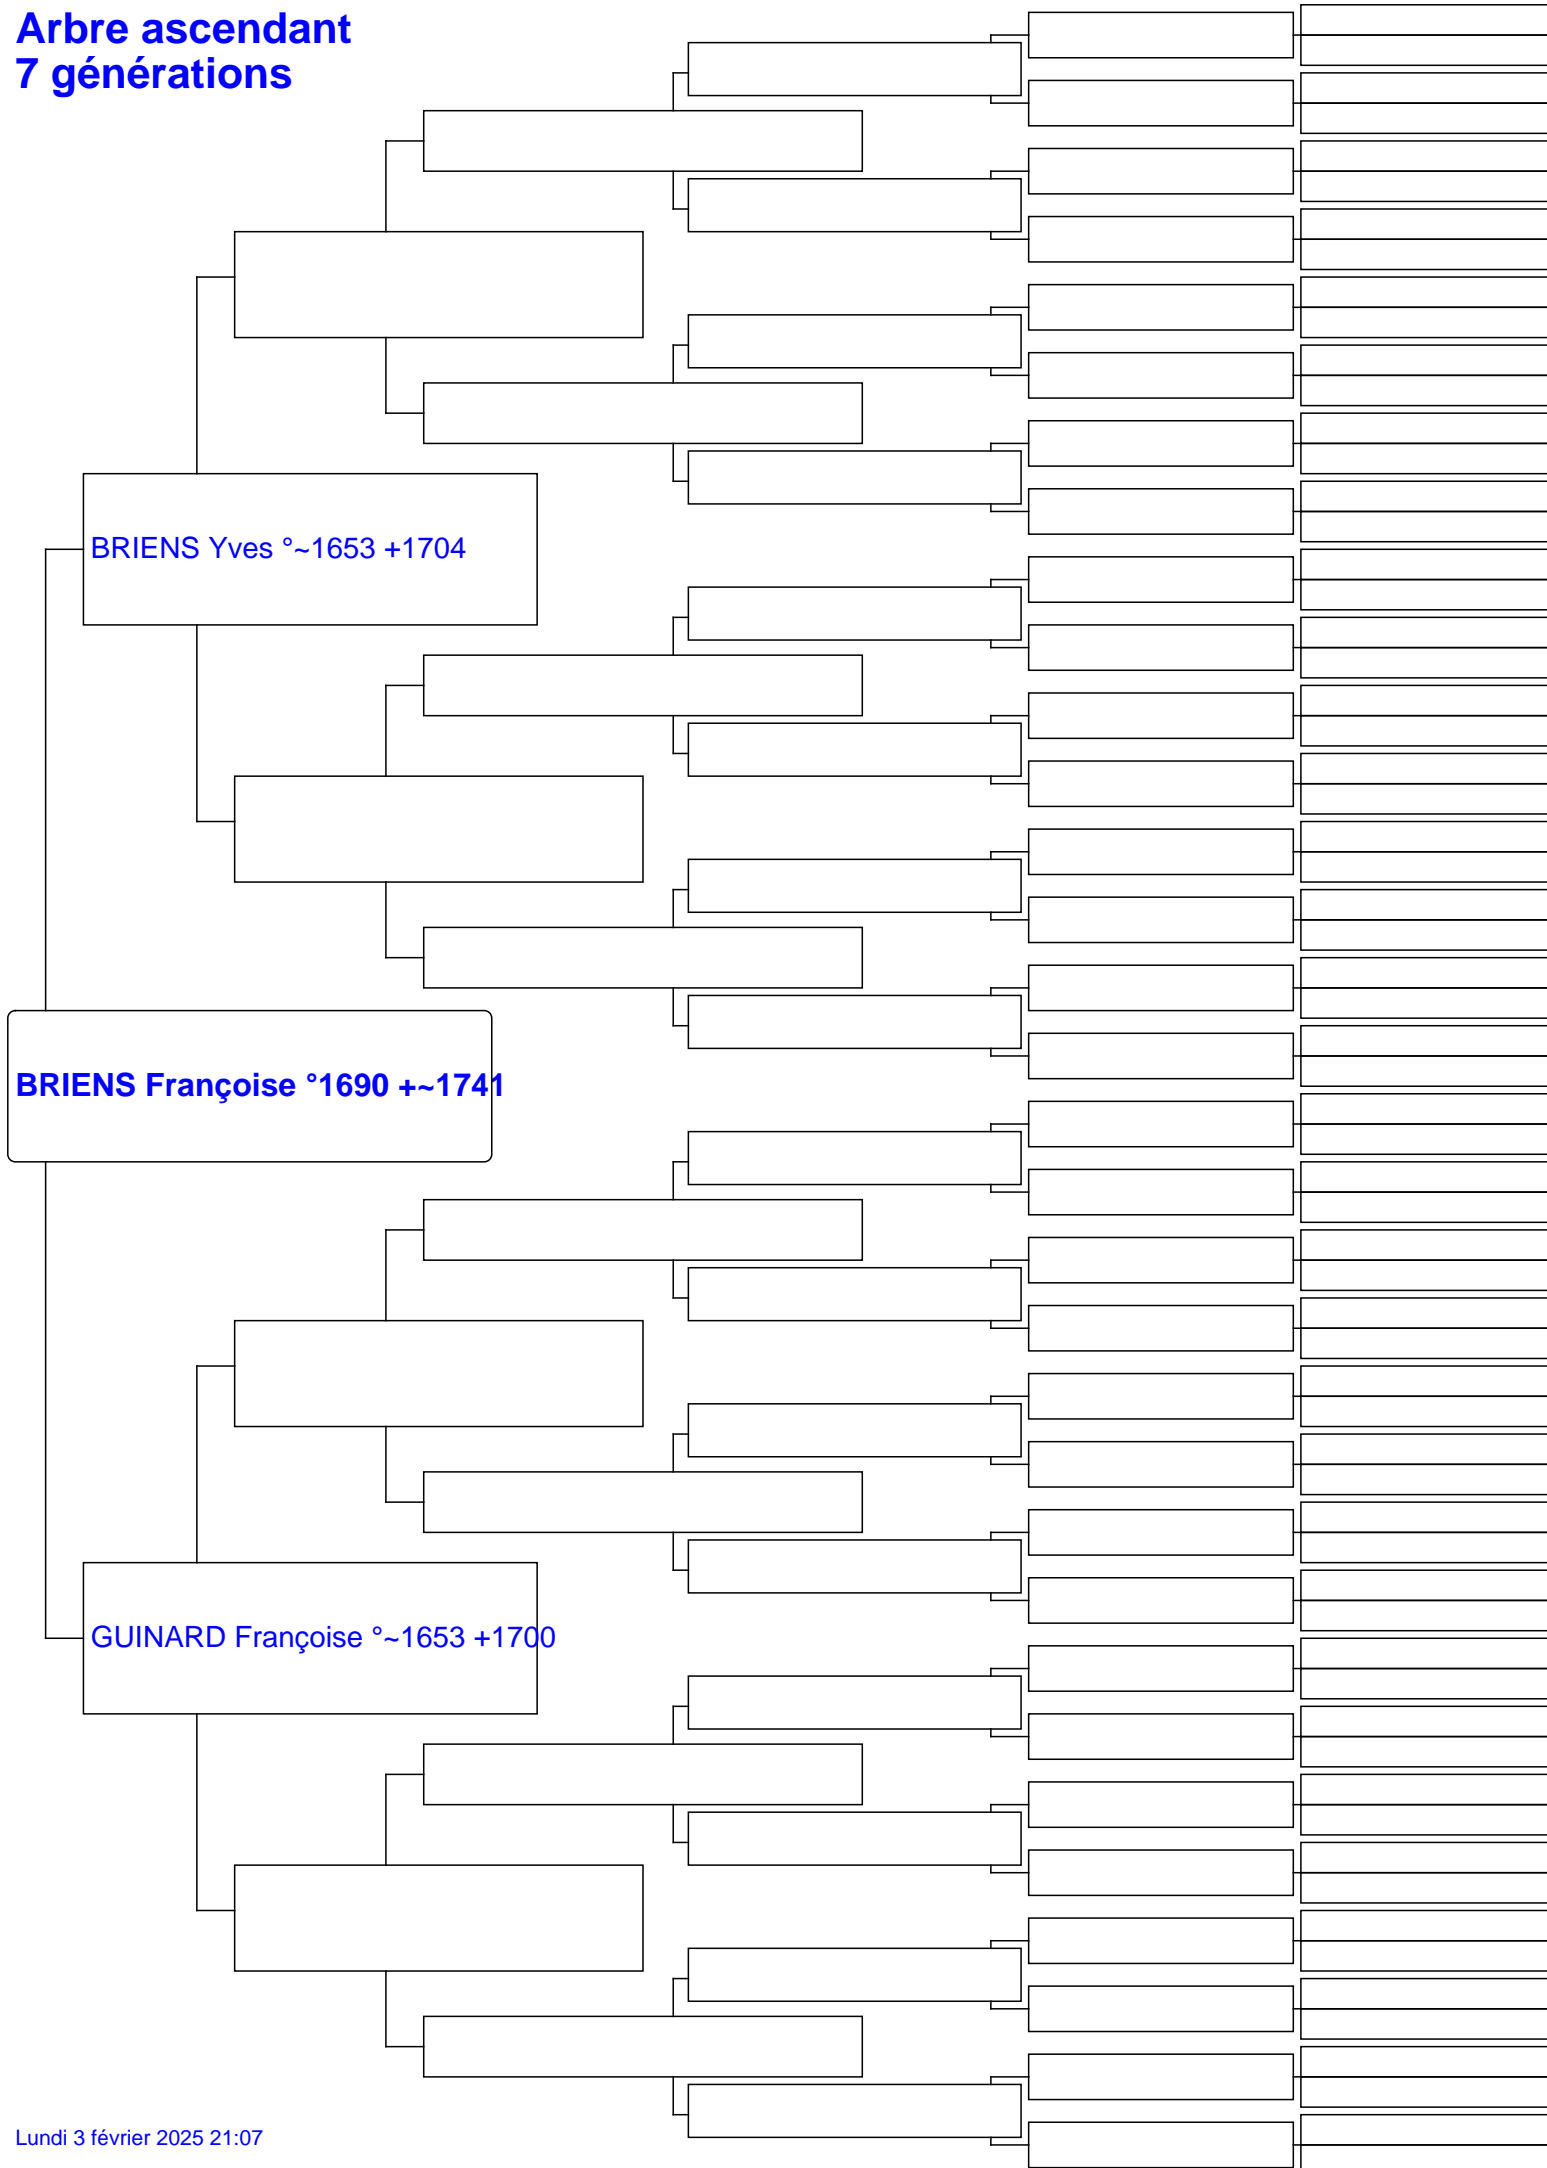 Arbre ascendant
7 générations
BRIENS Yves °~1653 +1704
BRIENS Françoise °1690 +~1741
GUINARD Françoise °~1653 +1700
Lundi 3 février 2025 21:07